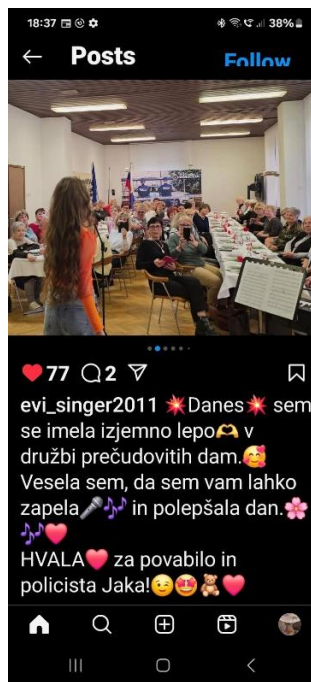 18:37 38%
Posts
Follow
77 2
evi_singer2011 💥Danes💥 sem
se imela izjemno lepo🫶 v
družbi prečudovitih dam.🥰
Vesela sem, da sem vam lahko
zapela🎤🎶 in polepšala dan.🌸
🎶❤️
HVALA❤️ za povabilo in
policista Jaka!😉🤩🧸❤️